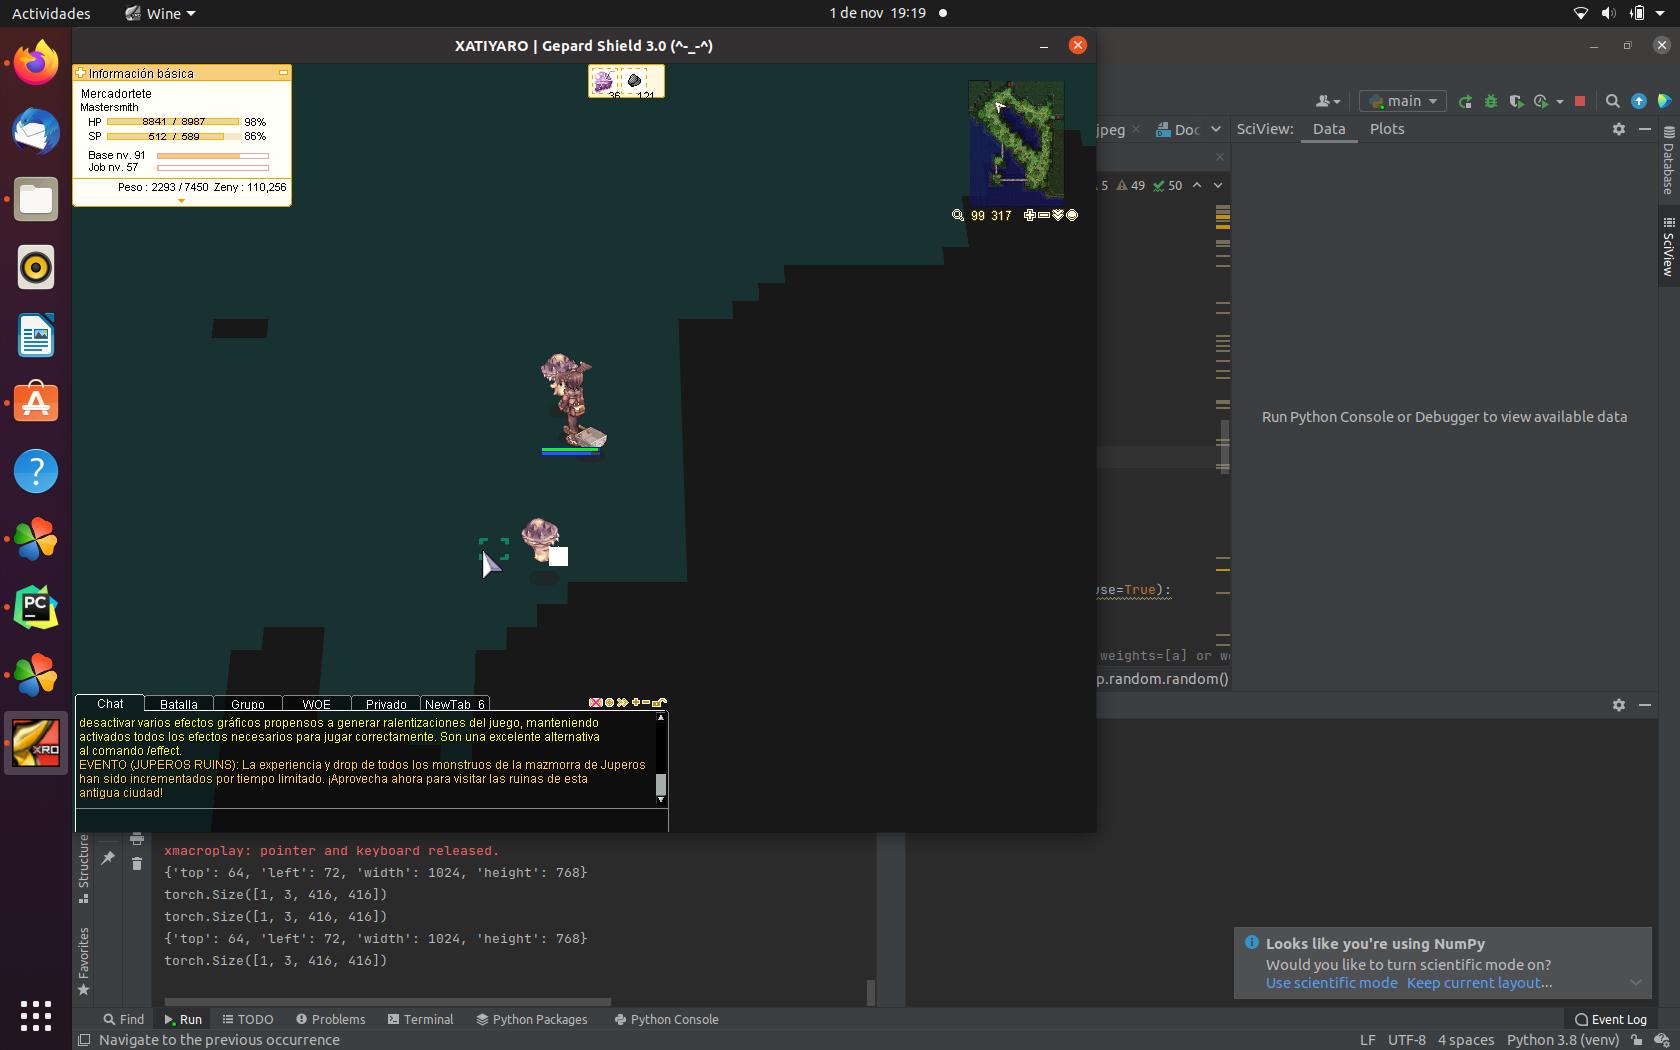 Actividades
Wine
1 de nov 19:19
XATIYARO | Gepard Shield 3.0 (^-_-^)
Información básica
Mercadortete
Mastersmith
HP 8841 / 8987 98%
SP 512 / 589 86%
Base nv. 91
Job nv. 57
Peso : 2293 / 7450 Zeny : 110,256
36 121
99 317
main
jpeg
Doc
SciView: Data Plots
5 49 50
Database
SciView
Run Python Console or Debugger to view available data
use=True):
weights=[a] or w
p.random.random()
Chat Batalla Grupo WOE Privado NewTab_6
desactivar varios efectos gráficos propensos a generar ralentizaciones del juego, manteniendo
activados todos los efectos necesarios para jugar correctamente. Son una excelente alternativa
al comando /effect.
EVENTO (JUPEROS RUINS): La experiencia y drop de todos los monstruos de la mazmorra de Juperos
han sido incrementados por tiempo limitado. ¡Aprovecha ahora para visitar las ruinas de esta
antigua ciudad!
PC
XRO
Structure
Favorites
xmacroplay: pointer and keyboard released.
{'top': 64, 'left': 72, 'width': 1024, 'height': 768}
torch.Size([1, 3, 416, 416])
torch.Size([1, 3, 416, 416])
{'top': 64, 'left': 72, 'width': 1024, 'height': 768}
torch.Size([1, 3, 416, 416])
Looks like you're using NumPy
Would you like to turn scientific mode on?
Use scientific mode Keep current layout...
Find Run TODO Problems Terminal Python Packages Python Console
Event Log
Navigate to the previous occurrence
LF UTF-8 4 spaces Python 3.8 (venv)